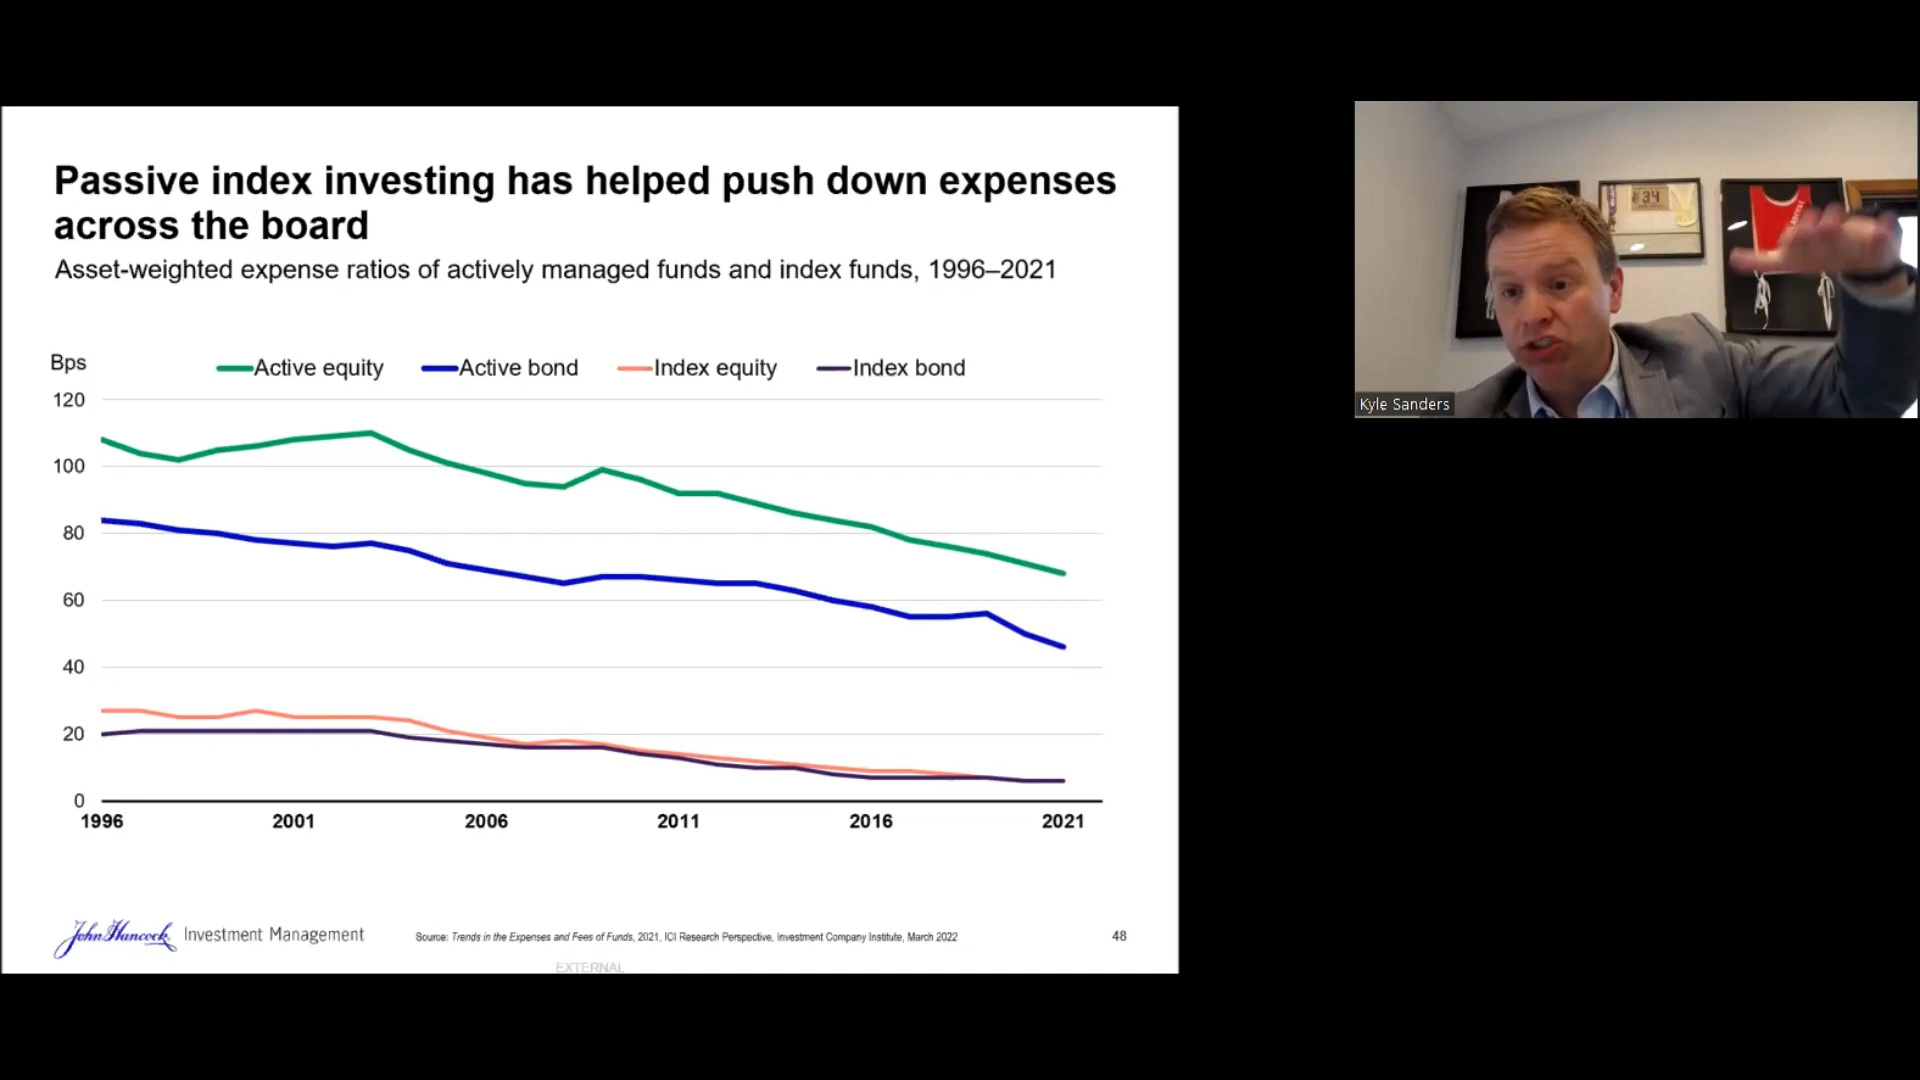 Passive index investing has helped push down expenses
across the board
Asset-weighted expense ratios of actively managed funds and index funds, 1996–2021
Bps
Active equity
Active bond
Index equity
Index bond
120
100
80
60
40
20
0
1996
2001
2006
2011
2016
2021
John Hancock Investment Management
Source: Trends in the Expenses and Fees of Funds, 2021, ICI Research Perspective, Investment Company Institute, March 2022
48
EXTERNAL
34
Kyle Sanders